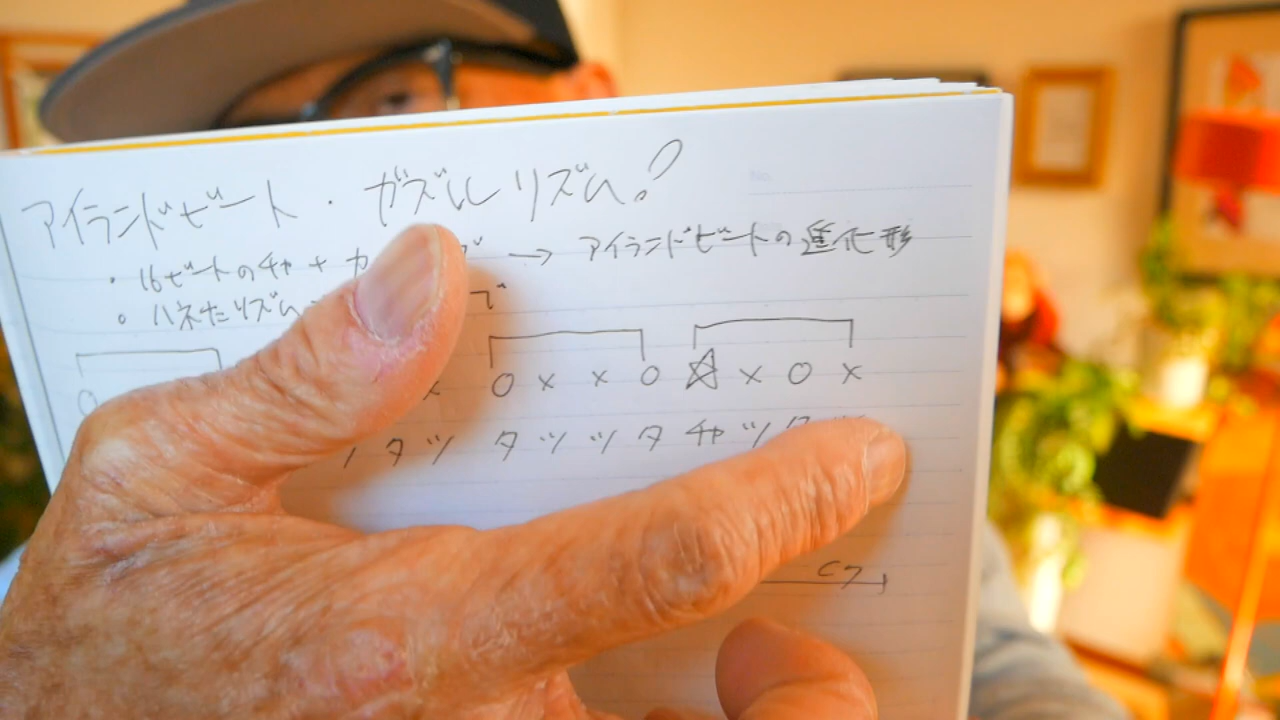 アイランドビート・ガズレリズム!
・16ビートのチャ + カ → アイランドビートの進化形
○ ハネたリズム
x ○ x x ○ ☆ x ○ x
タ ツ タ ツ ツ タ チャ ツ タ
C7